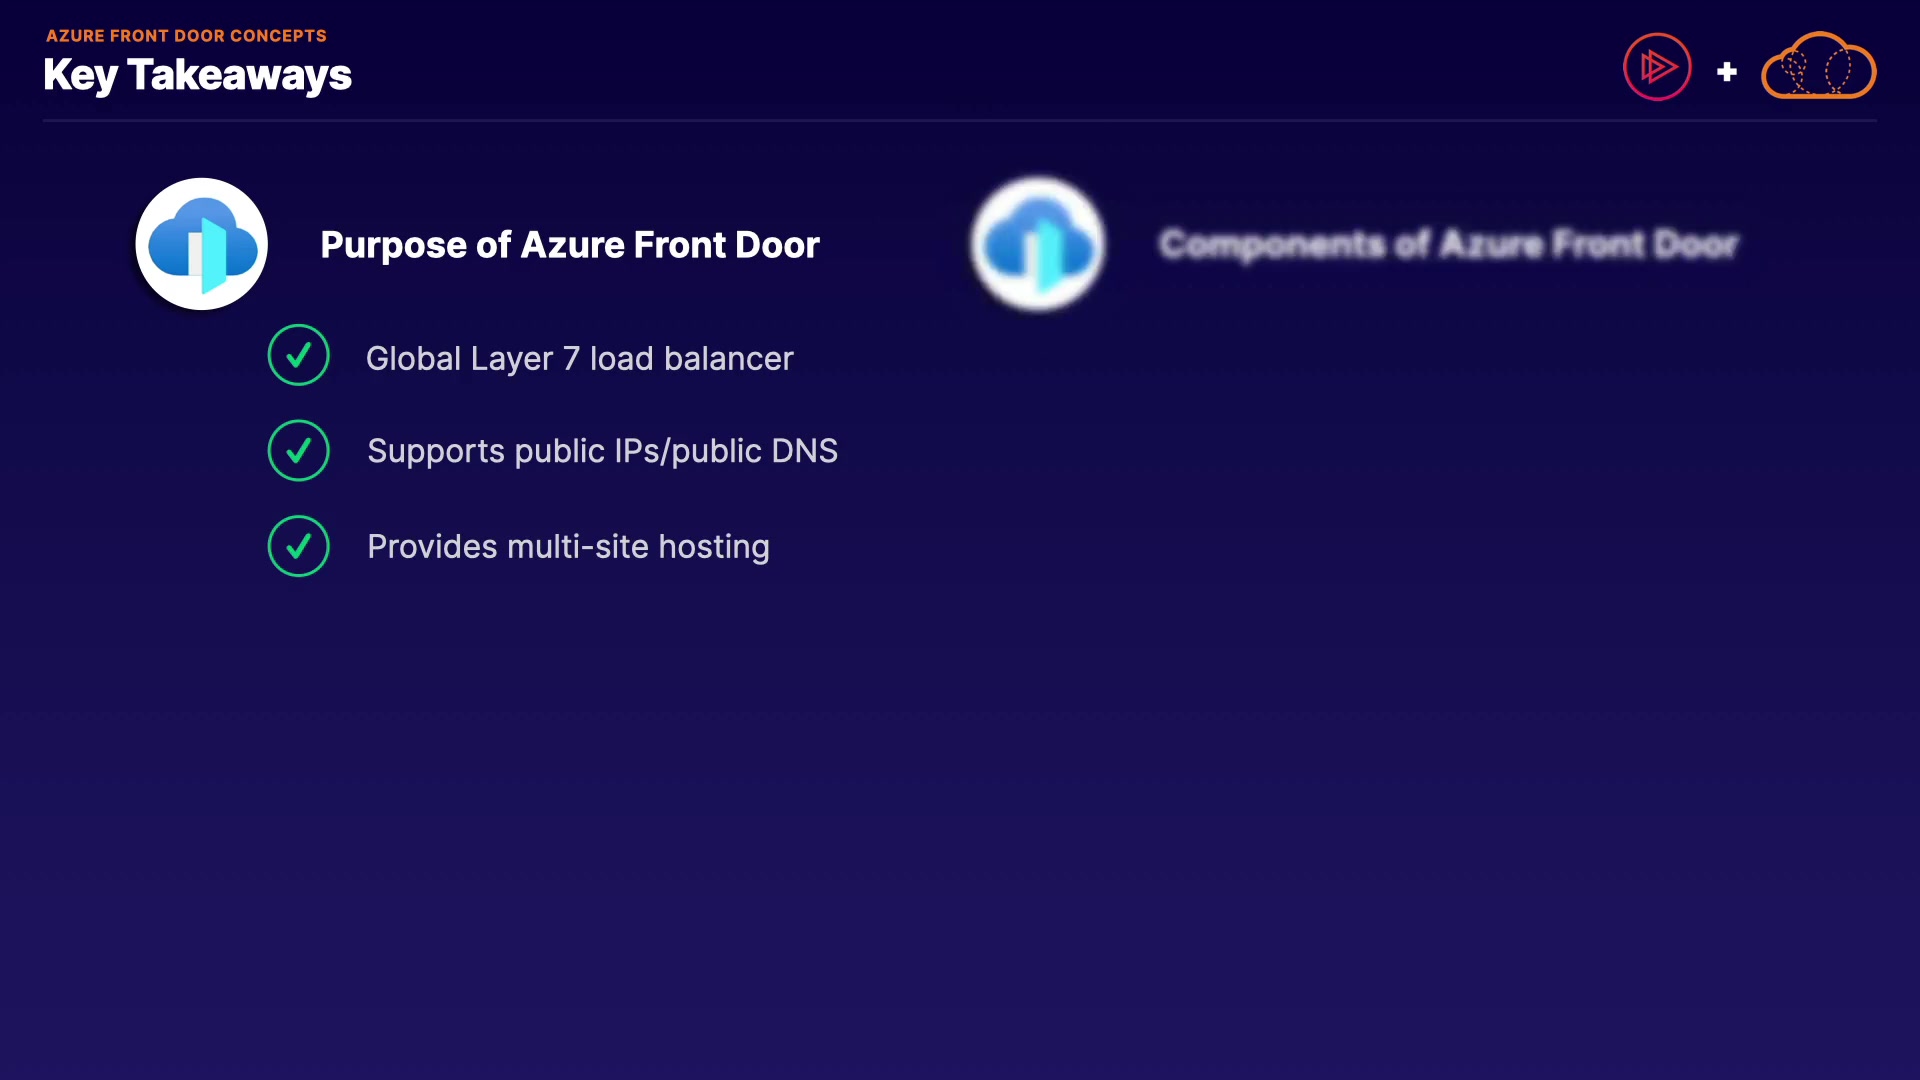 AZURE FRONT DOOR CONCEPTS
Key Takeaways
Purpose of Azure Front Door
Global Layer 7 load balancer
Supports public IPs/public DNS
Provides multi-site hosting
Components of Azure Front Door